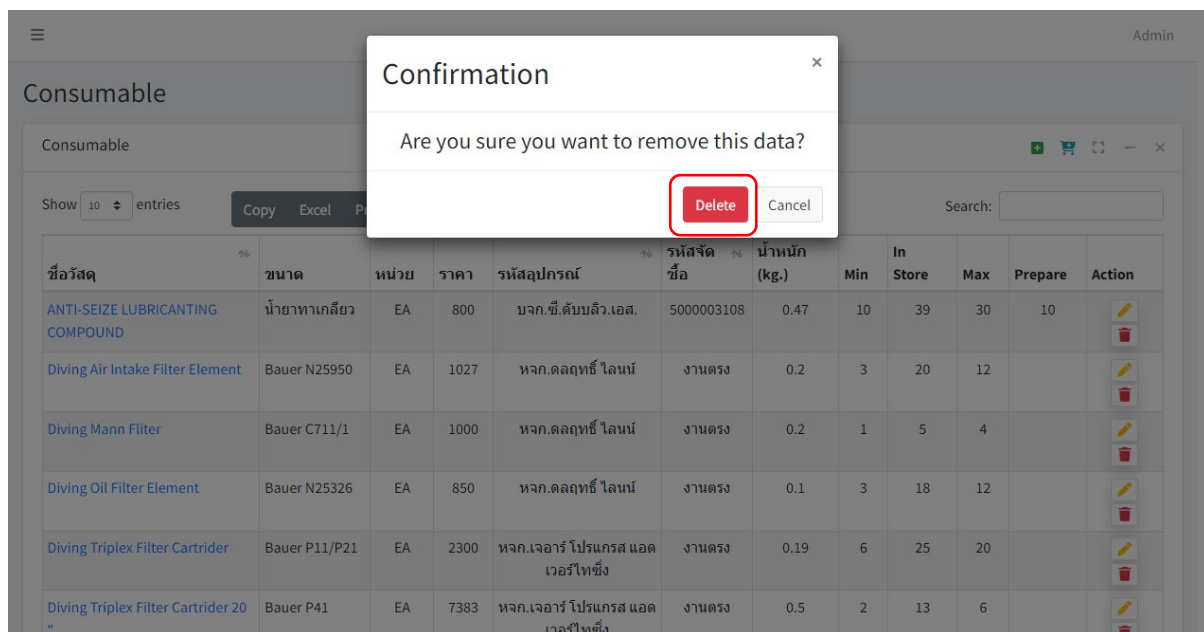 Admin
Confirmation
×
Consumable
Consumable
Are you sure you want to remove this data?
Show 10 entries
Copy Excel
Delete
Cancel
Search:
ชื่อวัสดุ ขนาด หน่วย ราคา รหัสอุปกรณ์ รหัสจัด น้ำหนัก Min In Max Prepare Action
ซื้อ (kg.) Store
ANTI-SEIZE LUBRICANTING น้ำยาทาเกลียว EA 800 บจก.ซี.ดับบลิว.เอส. 5000003108 0.47 10 39 30 10
COMPOUND
Diving Air Intake Filter Element Bauer N25950 EA 1027 หจก.ดลฤทธิ์ ไลนน์ งานตรง 0.2 3 20 12
Diving Mann Fliter Bauer C711/1 EA 1000 หจก.ดลฤทธิ์ ไลนน์ งานตรง 0.2 1 5 4
Diving Oil Filter Element Bauer N25326 EA 850 หจก.ดลฤทธิ์ ไลนน์ งานตรง 0.1 3 18 12
Diving Triplex Filter Cartrider Bauer P11/P21 EA 2300 หจก.เจอาร์ โปรแกรส แอด งานตรง 0.19 6 25 20
เวอร์ไทซิ่ง
Diving Triplex Filter Cartrider 20 Bauer P41 EA 7383 หจก.เจอาร์ โปรแกรส แอด งานตรง 0.5 2 13 6
" เวอร์ไทซิ่ง